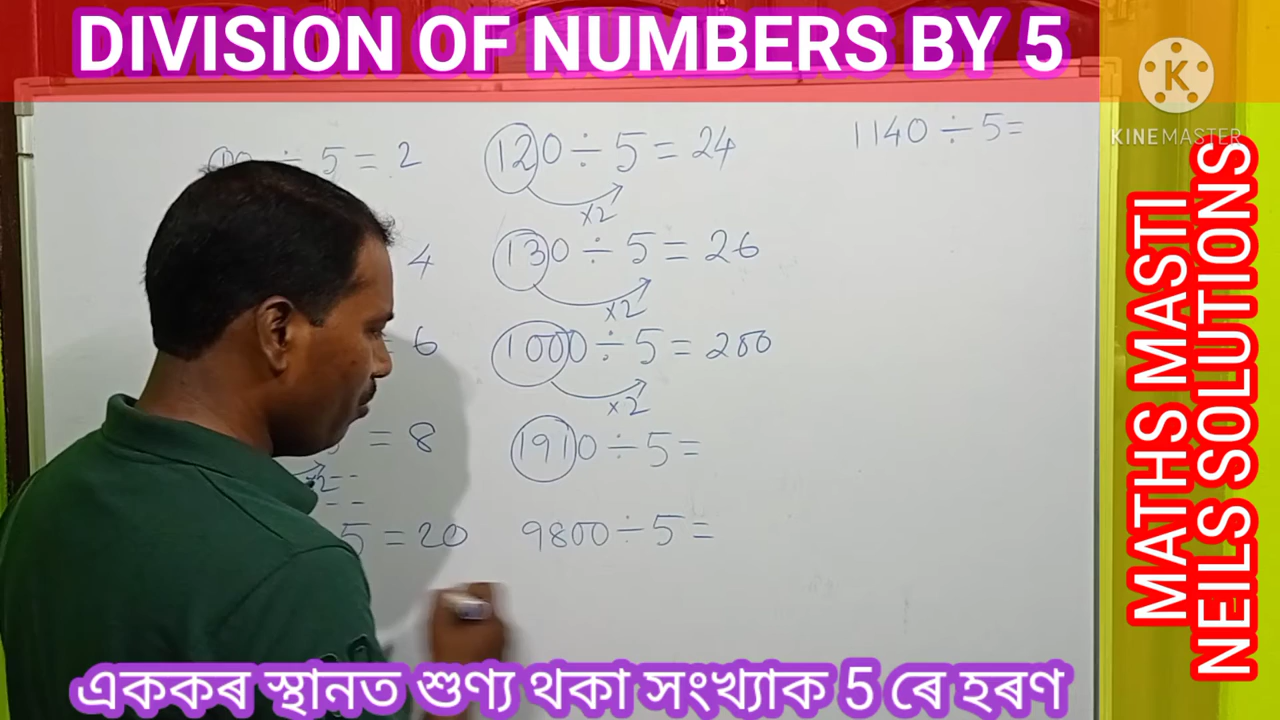 DIVISION OF NUMBERS BY 5
÷ 5 = 2
4
= 6
= 8
5 = 20
120 ÷ 5 = 24
×2
130 ÷ 5 = 26
×2
1000 ÷ 5 = 200
×2
1910 ÷ 5 =
9800 ÷ 5 =
1140 ÷ 5 =
K
KINEMASTER
MATHS MASTI
NEILS SOLUTIONS
এককৰ স্থানত শুণ্য থকা সংখ্যাক 5 ৰে হৰণ